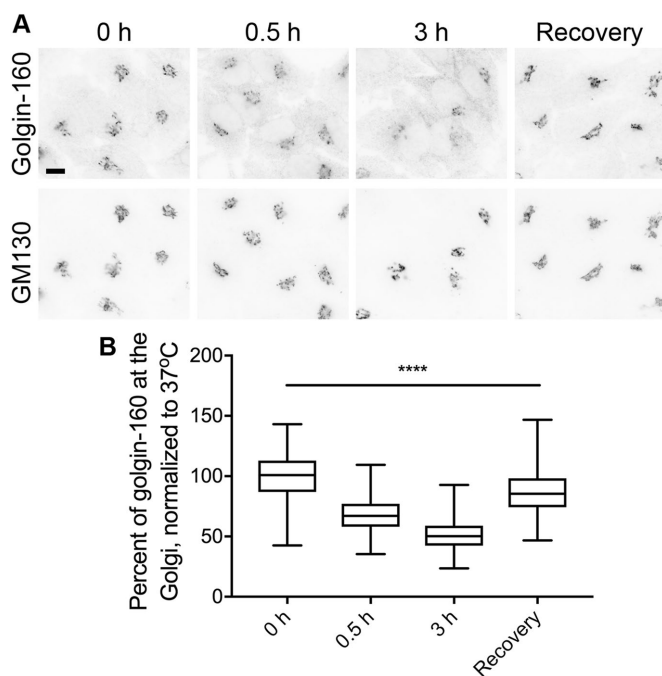 A
0 h 0.5 h 3 h Recovery
Golgin-160
GM130
B
Percent of golgin-160 at the
Golgi, normalized to 37ºC
200
150
100
50
0
****
0 h
0.5 h
3 h
Recovery